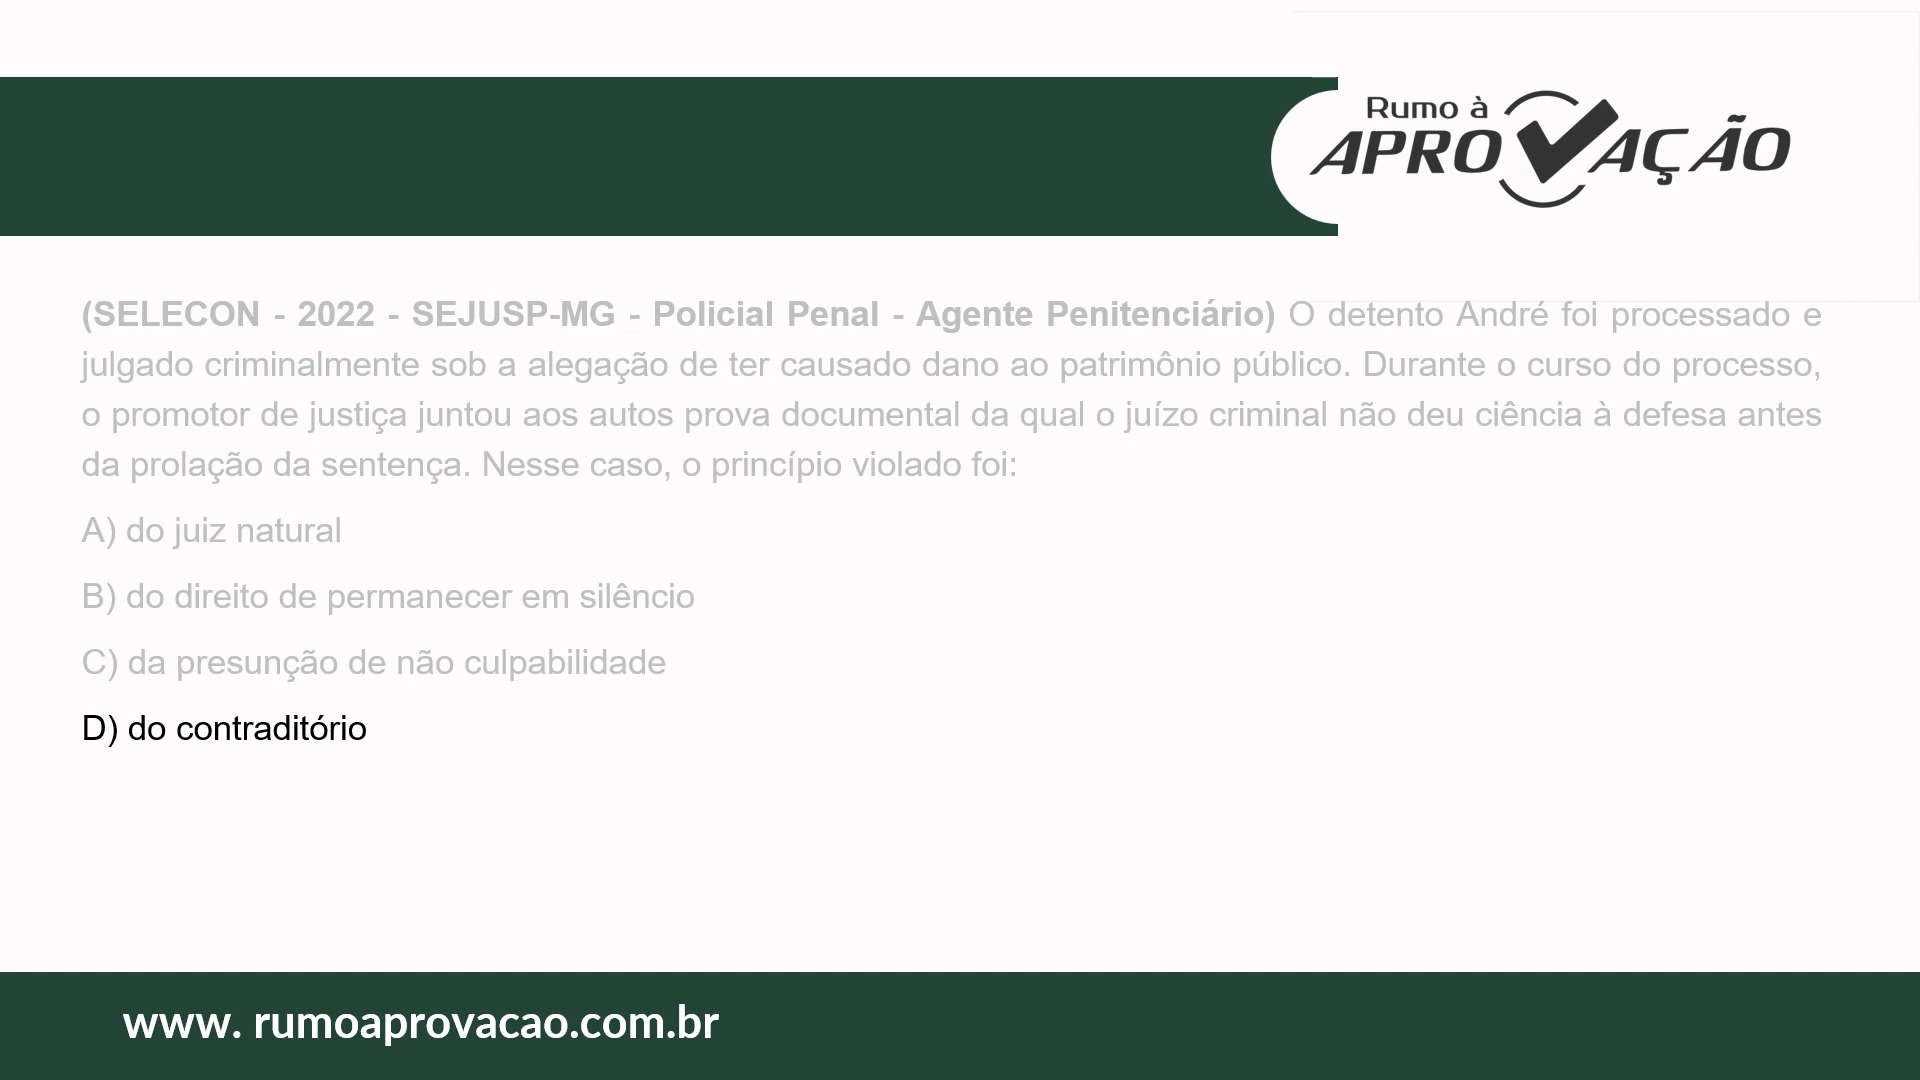 Rumo à
APROVAÇÃO
(SELECON - 2022 - SEJUSP-MG - Policial Penal - Agente Penitenciário) O detento André foi processado e
julgado criminalmente sob a alegação de ter causado dano ao patrimônio público. Durante o curso do processo,
o promotor de justiça juntou aos autos prova documental da qual o juízo criminal não deu ciência à defesa antes
da prolação da sentença. Nesse caso, o princípio violado foi:
A) do juiz natural
B) do direito de permanecer em silêncio
C) da presunção de não culpabilidade
D) do contraditório
www. rumoaprovacao.com.br